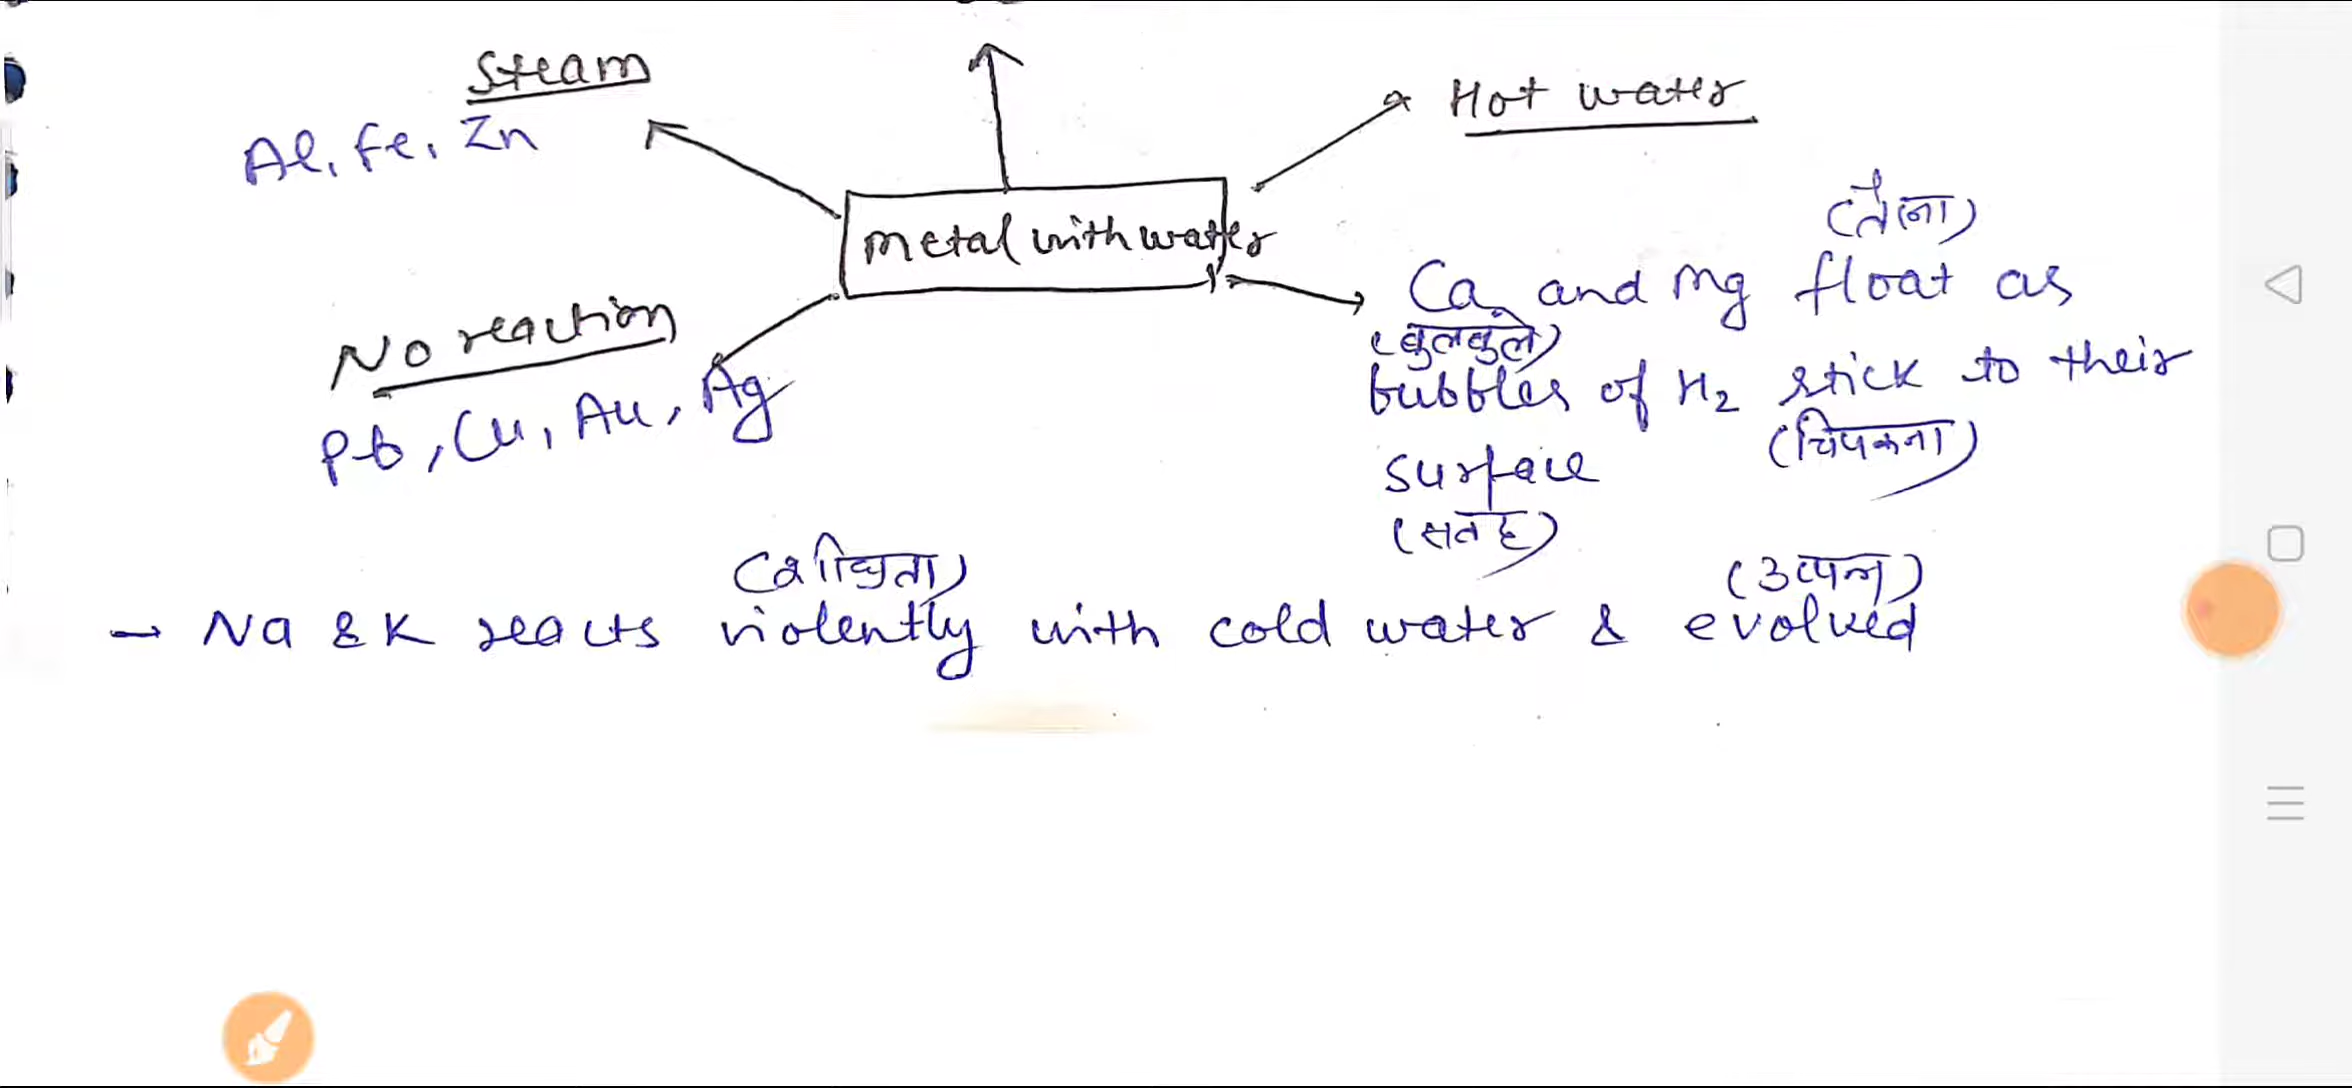 Steam
Al, Fe, Zn
Hot water
metal with water
(तैरना)
Ca and Mg float as
(बुलबुले)
bubbles of H₂ stick to their
(चिपकना)
surface
(सतह)
No reaction
Pb, Cu, Au, Ag
(उत्पन्न)
→ Na & K reacts violently with cold water & evolved